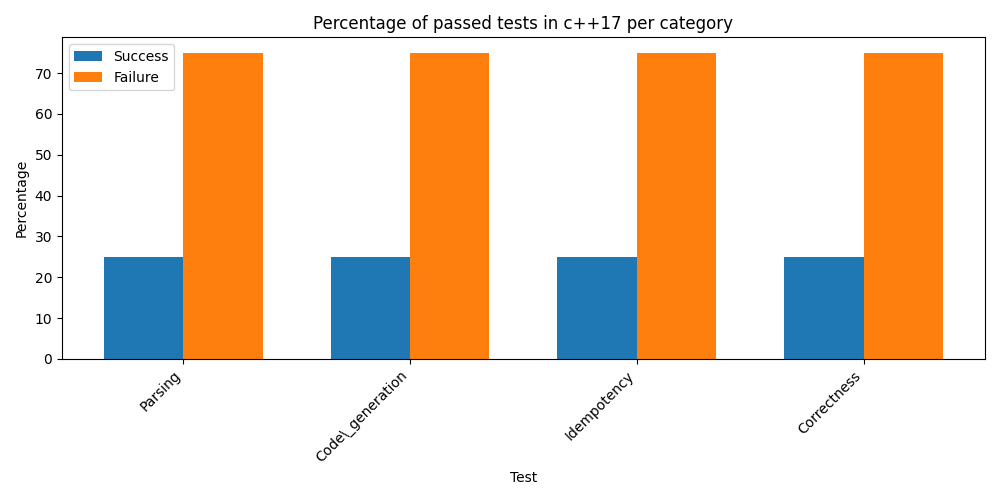 Percentage of passed tests in c++17 per category
Success
Failure
Percentage
70
60
50
40
30
20
10
0
Parsing
Code\_generation
Idempotency
Correctness
Test